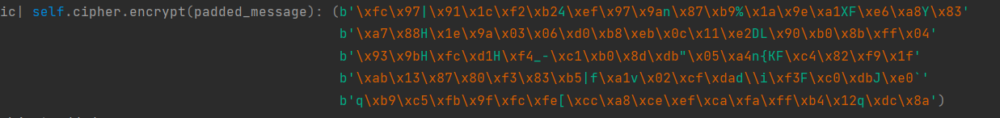 ic| self.cipher.encrypt(padded_message): (b'\xfc\x97|\x91\x1c\xf2\xb24\xef\x97\x9an\x87\xb9%\x1a\x9e\xa1XF\xe6\xa8Y\x83'
b'\xa7\x88H\x1e\x9a\x03\x06\xd0\xb8\xeb\x0c\x11\xe2DL\x90\xb0\x8b\xff\x04'
b'\x93\x9bH\xfc\xd1H\xf4_-\xc1\xb0\x8d\xdb"\x05\xa4n{KF\xc4\x82\xf9\x1f'
b'\xab\x13\x87\x80\xf3\x83\xb5|f\xa1v\x02\xcf\xdad\\i\xf3F\xc0\xdbJ\xe0`'
b'q\xb9\xc5\xfb\x9f\xfc\xfe[\xcc\xa8\xce\xef\xca\xfa\xff\xb4\x12q\xdc\x8a')